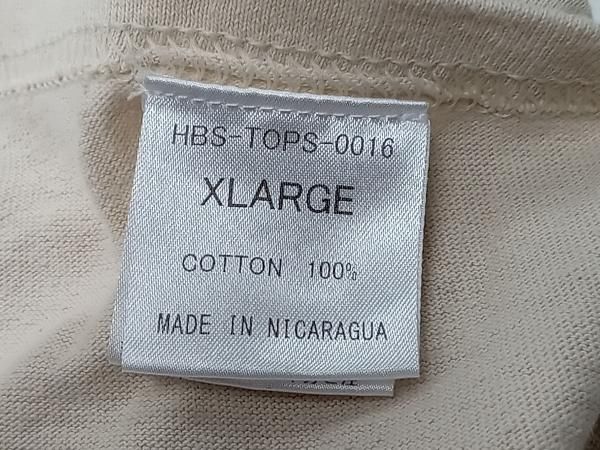 HBS-TOPS-0016
XLARGE
COTTON 100%
MADE IN NICARAGUA